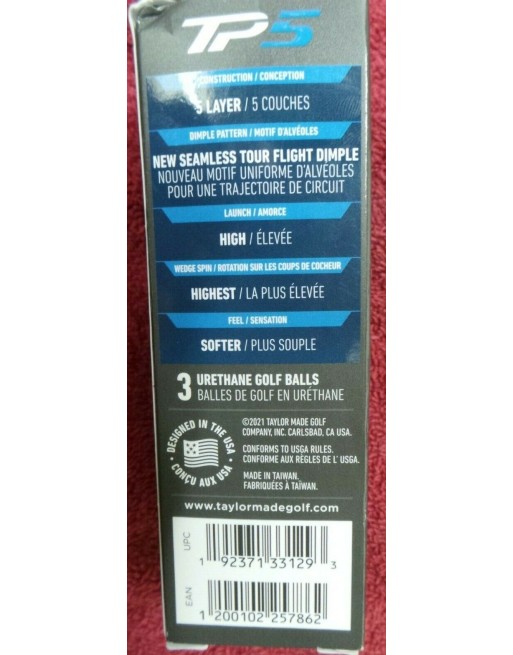 TP5
CONSTRUCTION / CONCEPTION
5 LAYER / 5 COUCHES
DIMPLE PATTERN / MOTIF D'ALVÉOLES
NEW SEAMLESS TOUR FLIGHT DIMPLE
NOUVEAU MOTIF UNIFORME D'ALVÉOLES
POUR UNE TRAJECTOIRE DE CIRCUIT
LAUNCH / AMORCE
HIGH / ÉLEVÉE
WEDGE SPIN / ROTATION SUR LES COUPS DE COCHEUR
HIGHEST / LA PLUS ÉLEVÉE
FEEL / SENSATION
SOFTER / PLUS SOUPLE
3 URETHANE GOLF BALLS
BALLES DE GOLF EN URÉTHANE
• DESIGNED IN THE USA •
CONÇU AUX USA
©2021 TAYLOR MADE GOLF
COMPANY, INC. CARLSBAD, CA USA.
CONFORMS TO USGA RULES.
CONFORME AUX RÈGLES DE L' USGA.
MADE IN TAIWAN.
FABRIQUÉES À TAÏWAN.
www.taylormadegolf.com
UPC
1 92371 33129 3
EAN
1 200102 257862